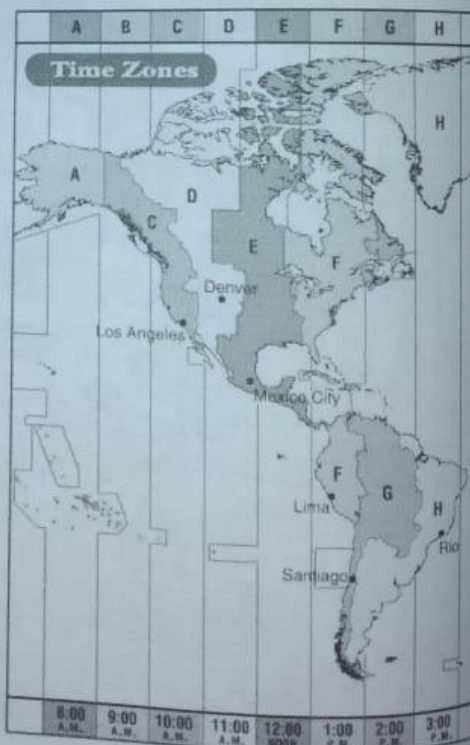 A B C D E F G H
Time Zones
H
A
D
C
E
F
Denver
Los Angeles
Mexico City
F
G
H
Lima
Rio
Santiago
8:00 9:00 10:00 11:00 12:00 1:00 2:00 3:00
A.M. A.M. A.M. A.M. NOON P.M. P.M. P.M.